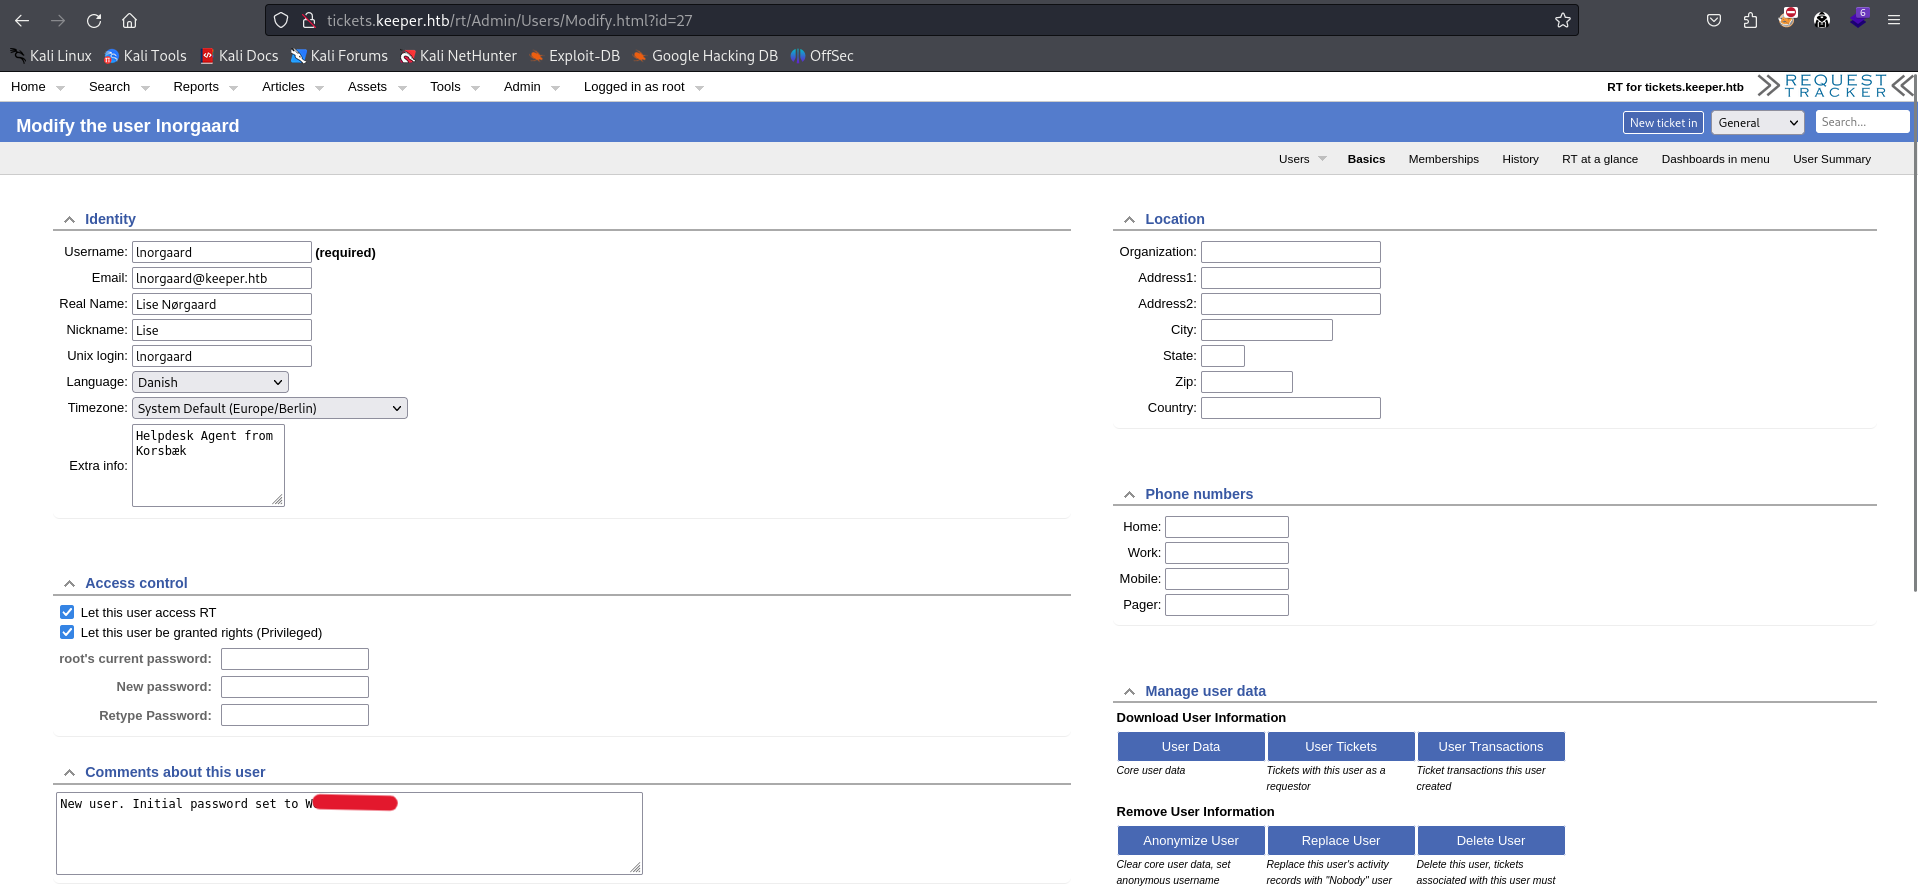 tickets.keeper.htb/rt/Admin/Users/Modify.html?id=27
6
Kali Linux Kali Tools Kali Docs Kali Forums Kali NetHunter Exploit-DB Google Hacking DB OffSec
Home Search Reports Articles Assets Tools Admin Logged in as root RT for tickets.keeper.htb REQUEST
TRACKER
Modify the user lnorgaard New ticket in General Search...
Users Basics Memberships History RT at a glance Dashboards in menu User Summary
Identity
Username: lnorgaard (required)
Email: lnorgaard@keeper.htb
Real Name: Lise Nørgaard
Nickname: Lise
Unix login: lnorgaard
Language: Danish
Timezone: System Default (Europe/Berlin)
Extra info: Helpdesk Agent from
Korsbæk
Access control
Let this user access RT
Let this user be granted rights (Privileged)
root's current password:
New password:
Retype Password:
Comments about this user
New user. Initial password set to W
Location
Organization:
Address1:
Address2:
City:
State:
Zip:
Country:
Phone numbers
Home:
Work:
Mobile:
Pager:
Manage user data
Download User Information
User Data User Tickets User Transactions
Core user data Tickets with this user as a Ticket transactions this user
requestor created
Remove User Information
Anonymize User Replace User Delete User
Clear core user data, set Replace this user's activity Delete this user, tickets
anonymous username records with "Nobody" user associated with this user must